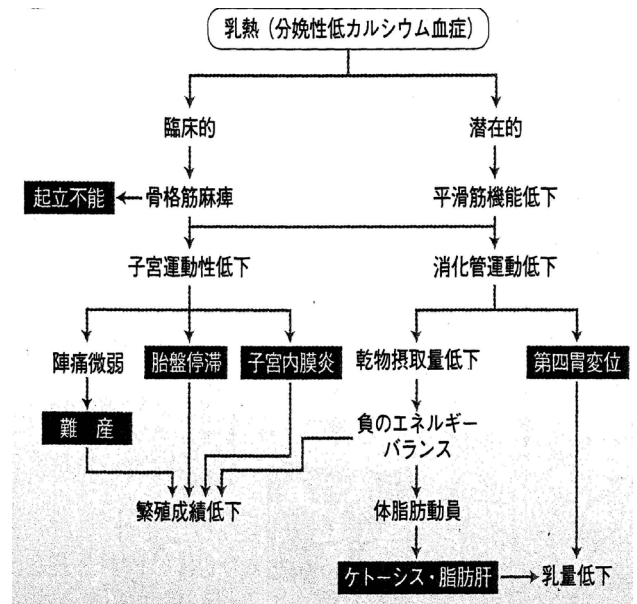 乳熱（分娩性低カルシウム血症）
臨床的
潜在的
起立不能
骨格筋麻痺
平滑筋機能低下
子宮運動性低下
消化管運動低下
陣痛微弱
胎盤停滞
子宮内膜炎
乾物摂取量低下
第四胃変位
難 産
負のエネルギー
バランス
繁殖成績低下
体脂肪動員
ケトーシス・脂肪肝
乳量低下